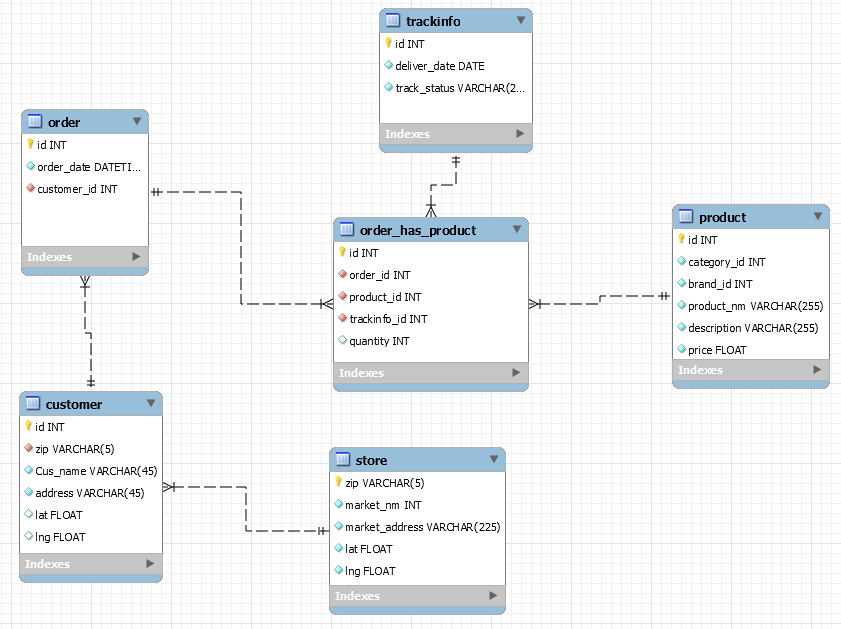 trackinfo
id INT
deliver_date DATE
track_status VARCHAR(2...
Indexes
order
id INT
order_date DATETI...
customer_id INT
Indexes
order_has_product
id INT
order_id INT
product_id INT
trackinfo_id INT
quantity INT
Indexes
product
id INT
category_id INT
brand_id INT
product_nm VARCHAR(255)
description VARCHAR(255)
price FLOAT
Indexes
customer
id INT
zip VARCHAR(5)
Cus_name VARCHAR(45)
address VARCHAR(45)
lat FLOAT
lng FLOAT
Indexes
store
zip VARCHAR(5)
market_nm INT
market_address VARCHAR(225)
lat FLOAT
lng FLOAT
Indexes